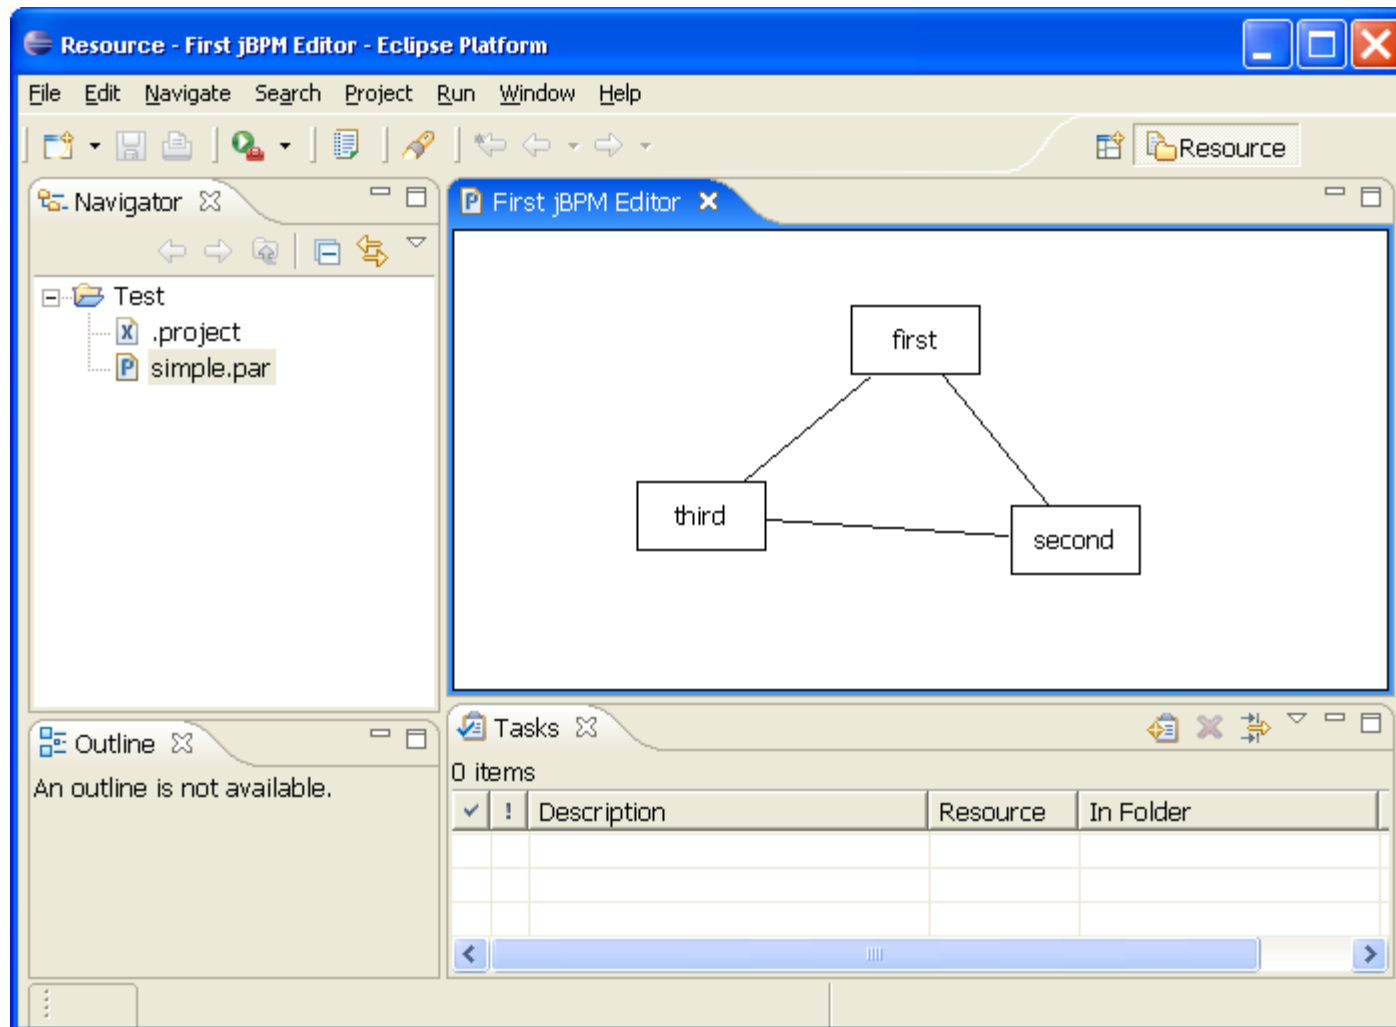 Resource - First jBPM Editor - Eclipse Platform
File Edit Navigate Search Project Run Window Help
Resource
Navigator
Test
.project
simple.par
First jBPM Editor
first
third
second
Outline
An outline is not available.
Tasks
0 items
! Description Resource In Folder